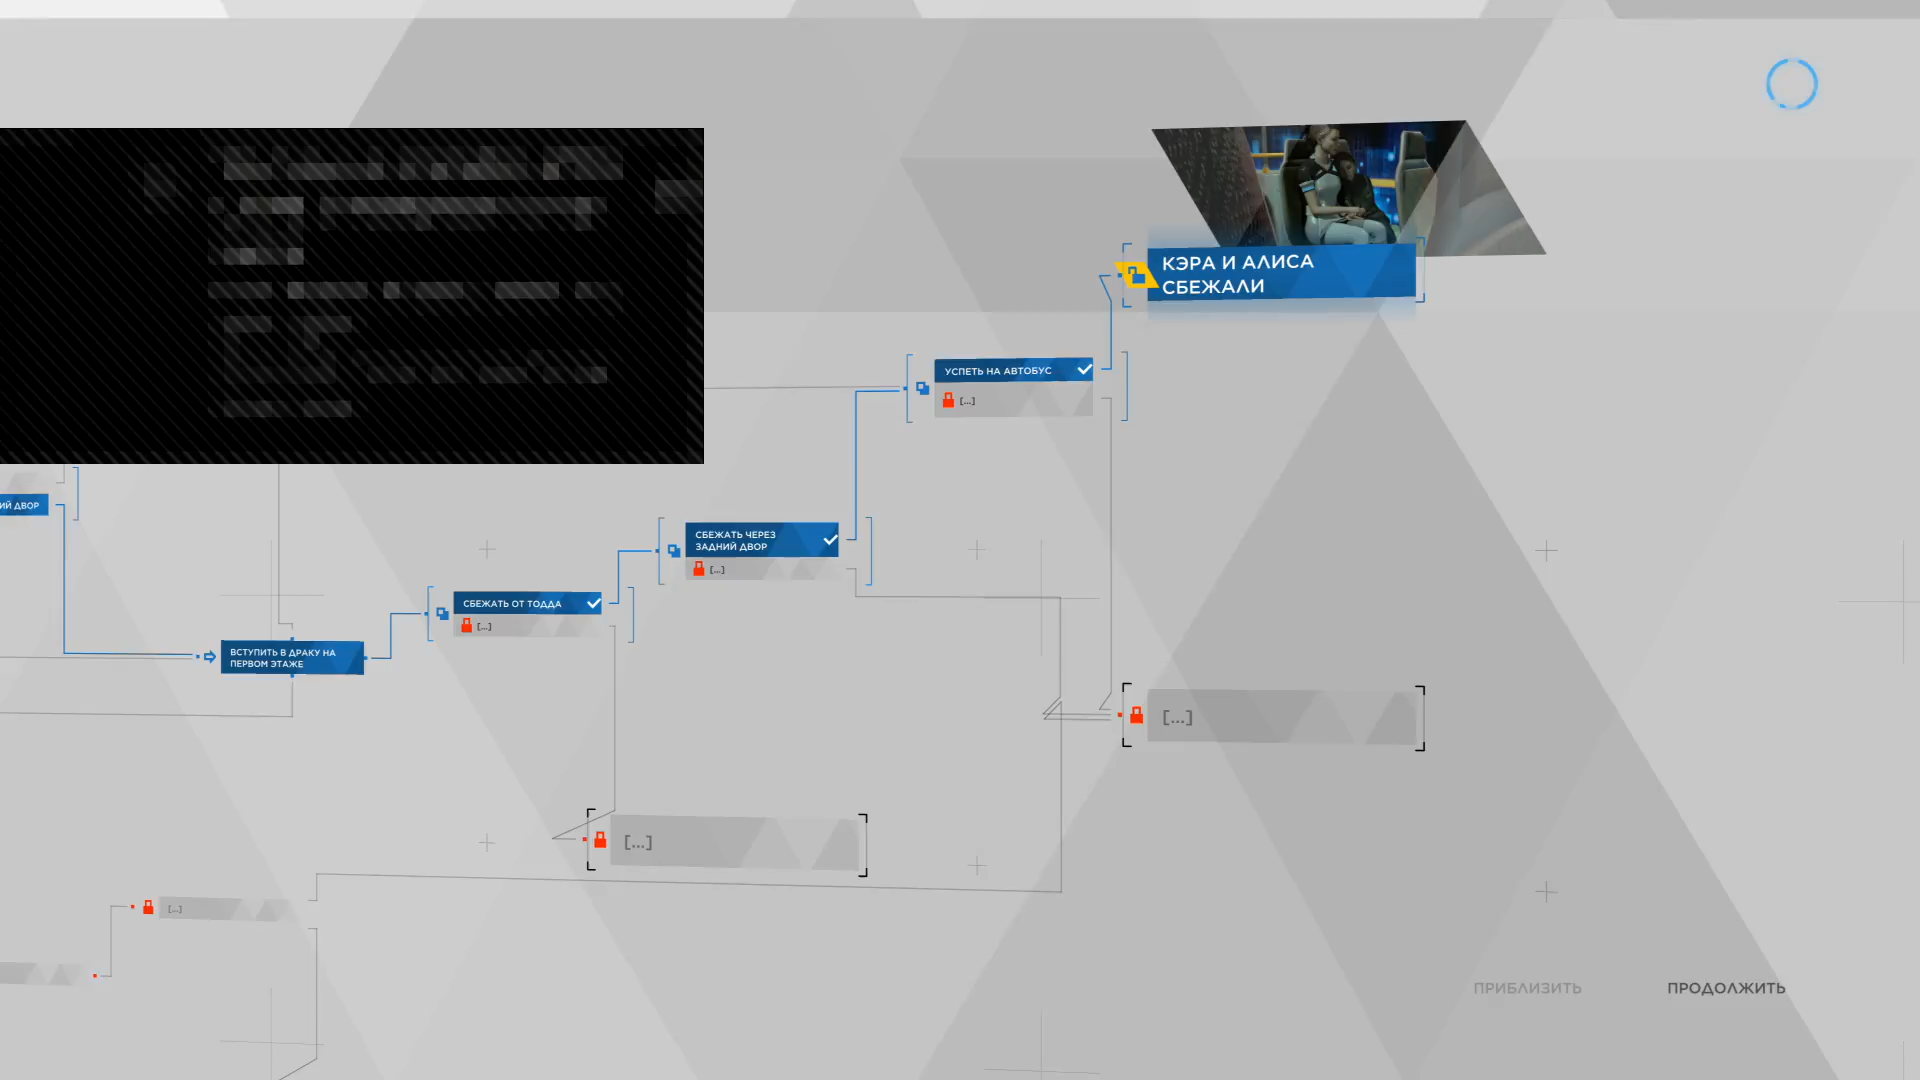 КЭРА И АЛИСА
СБЕЖАЛИ
УСПЕТЬ НА АВТОБУС
[...]
ИЙ ДВОР
СБЕЖАТЬ ЧЕРЕЗ
ЗАДНИЙ ДВОР
[...]
СБЕЖАТЬ ОТ ТОДДА
[...]
ВСТУПИТЬ В ДРАКУ НА
ПЕРВОМ ЭТАЖЕ
[...]
[...]
[...]
ПРИБЛИЗИТЬ
ПРОДОЛЖИТЬ